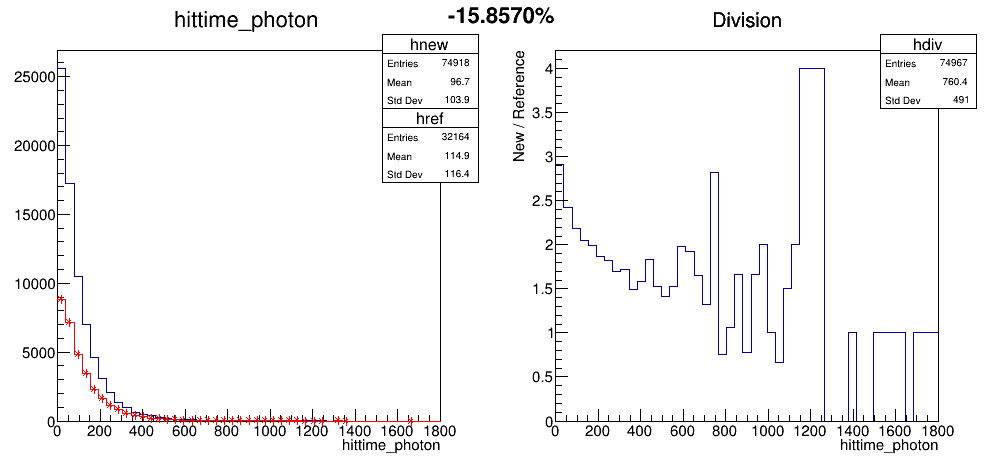 hittime_photon
-15.8570%
Division
hnew
Entries 74918
Mean 96.7
Std Dev 103.9
href
Entries 32164
Mean 114.9
Std Dev 116.4
25000
20000
15000
10000
5000
0
0 200 400 600 800 1000 1200 1400 1600 1800
hittime_photon
hdiv
Entries 74967
Mean 760.4
Std Dev 491
New / Reference
4
3.5
3
2.5
2
1.5
1
0.5
0
0 200 400 600 800 1000 1200 1400 1600 1800
hittime_photon